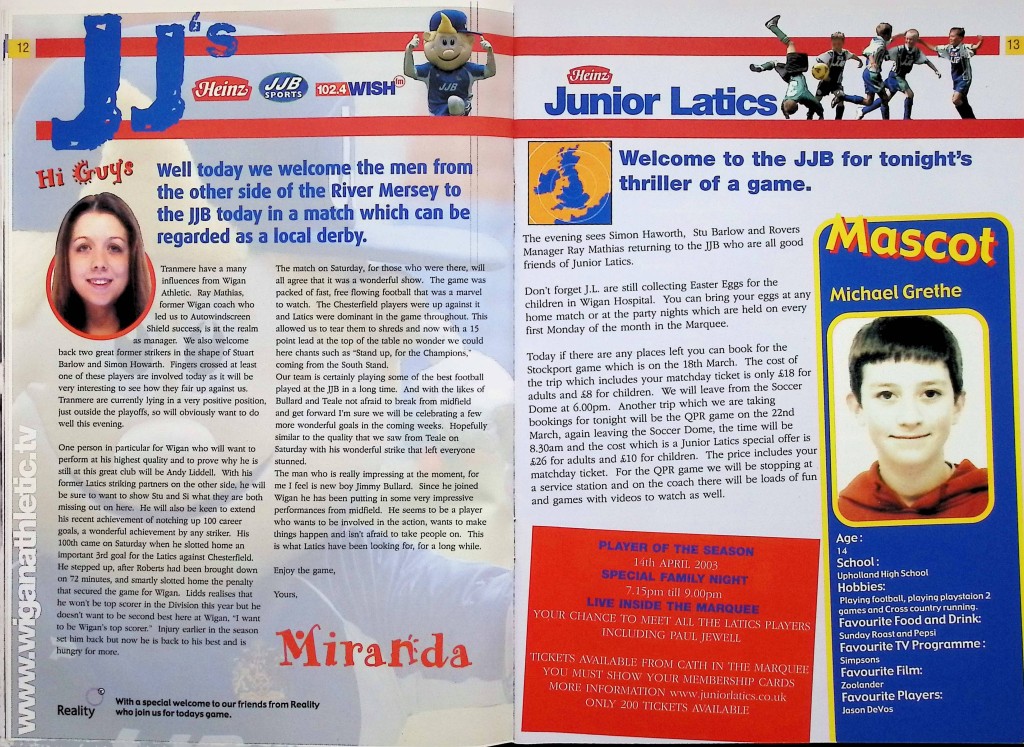 12
JJ's
Heinz
JJB
SPORTS
102.4 WISH fm
JJB
Hi Guys
Well today we welcome the men from
the other side of the River Mersey to
the JJB today in a match which can be
regarded as a local derby.
Tranmere have a many
influences from Wigan
Athletic. Ray Mathias,
former Wigan coach who
led us to Autowindscreen
Shield success, is at the realm
as manager. We also welcome
back two great former strikers in the shape of Stuart
Barlow and Simon Howarth. Fingers crossed at least
one of these players are involved today as it will be
very interesting to see how they fair up against us.
Tranmere are currently lying in a very positive position,
just outside the playoffs, so will obviously want to do
well this evening.
One person in particular for Wigan who will want to
perform at his highest quality and to prove why he is
still at this great club will be Andy Liddell. With his
former Latics striking partners on the other side, he will
be sure to want to show Stu and Si what they are both
missing out on here. He will also be keen to extend
his recent achievement of notching up 100 career
goals, a wonderful achievement by any striker. His
100th came on Saturday when he slotted home an
important 3rd goal for the Latics against Chesterfield.
He stepped up, after Roberts had been brought down
on 72 minutes, and smartly slotted home the penalty
that secured the game for Wigan. Lidds realises that
he won't be top scorer in the Division this year but he
doesn't want to be second best here at Wigan, "I want
to be Wigan's top scorer." Injury earlier in the season
set him back but now he is back to his best and is
hungry for more.
The match on Saturday, for those who were there, will
all agree that it was a wonderful show. The game was
packed of fast, free flowing football that was a marvel
to watch. The Chesterfield players were up against it
and Latics were dominant in the game throughout. This
allowed us to tear them to shreds and now with a 15
point lead at the top of the table no wonder we could
here chants such as "Stand up, for the Champions,"
coming from the South Stand.
Our team is certainly playing some of the best football
played at the JJB in a long time. And with the likes of
Bullard and Teale not afraid to break from midfield
and get forward I'm sure we will be celebrating a few
more wonderful goals in the coming weeks. Hopefully
similar to the quality that we saw from Teale on
Saturday with his wonderful strike that left everyone
stunned.
The man who is really impressing at the moment, for
me I feel is new boy Jimmy Bullard. Since he joined
Wigan he has been putting in some very impressive
performances from midfield. He seems to be a player
who wants to be involved in the action, wants to make
things happen and isn't afraid to take people on. This
is what Latics have been looking for, for a long while.
Enjoy the game,
Yours,
Miranda
Reality
With a special welcome to our friends from Reality
who join us for todays game.
www.wiganathletic.tv
13
Heinz
Junior Latics
Welcome to the JJB for tonight's
thriller of a game.
The evening sees Simon Haworth, Stu Barlow and Rovers
Manager Ray Mathias returning to the JJB who are all good
friends of Junior Latics.
Don't forget J.L. are still collecting Easter Eggs for the
children in Wigan Hospital. You can bring your eggs at any
home match or at the party nights which are held on every
first Monday of the month in the Marquee.
Today if there are any places left you can book for the
Stockport game which is on the 18th March. The cost of
the trip which includes your matchday ticket is only £18 for
adults and £8 for children. We will leave from the Soccer
Dome at 6.00pm. Another trip which we are taking
bookings for tonight will be the QPR game on the 22nd
March, again leaving the Soccer Dome, the time will be
8.30am and the cost which is a Junior Latics special offer is
£26 for adults and £10 for children. The price includes your
matchday ticket. For the QPR game we will be stopping at
a service station and on the coach there will be loads of fun
and games with videos to watch as well.
PLAYER OF THE SEASON
14th APRIL 2003
SPECIAL FAMILY NIGHT
7.15pm till 9.00pm
LIVE INSIDE THE MARQUEE
YOUR CHANCE TO MEET ALL THE LATICS PLAYERS
INCLUDING PAUL JEWELL
TICKETS AVAILABLE FROM CATH IN THE MARQUEE
YOU MUST SHOW YOUR MEMBERSHIP CARDS
MORE INFORMATION www.juniorlatics.co.uk
ONLY 200 TICKETS AVAILABLE
Mascot
Michael Grethe
Age:
14
School:
Upholland High School
Hobbies:
Playing football, playing playstaion 2
games and Cross country running.
Favourite Food and Drink:
Sunday Roast and Pepsi
Favourite TV Programme:
Simpsons
Favourite Film:
Zoolander
Favourite Players:
Jason DeVos